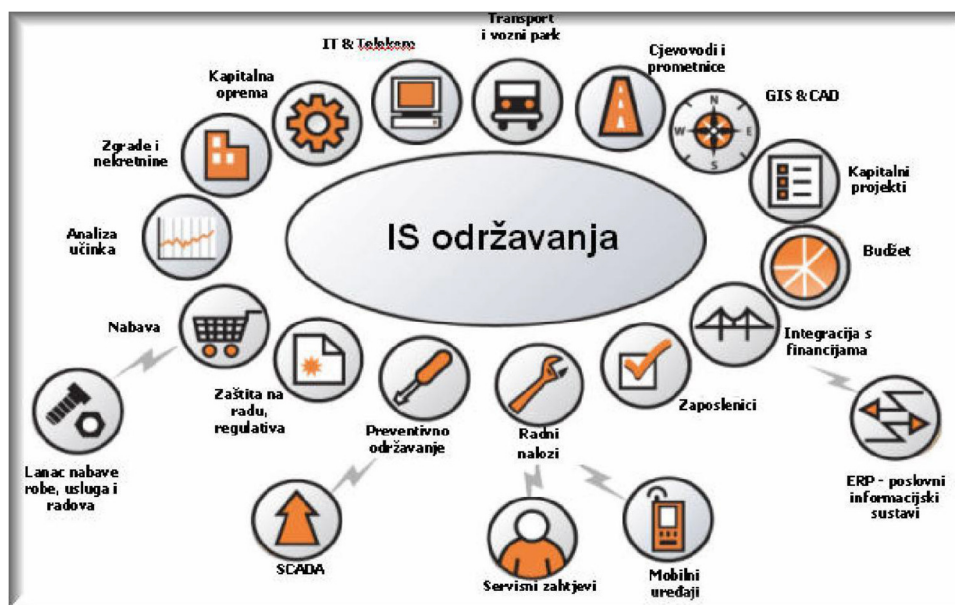 Transport
i vozni park
IT & Telekom
Cjevovodi i
prometnice
Kapitalna
oprema
GIS & CAD
N
W
E
S
Zgrade i
nekretnine
Kapitalni
projekti
Analiza
učinka
IS održavanja
Budžet
Nabava
Integracija s
financijama
Zaštita na
radu,
regulativa
Preventivno
održavanje
Radni
nalozi
Zaposlenici
Lanac nabave
robe, usluga i
radova
ERP - poslovni
informacijski
sustavi
SCADA
Servisni zahtjevi
Mobilni
uređaji